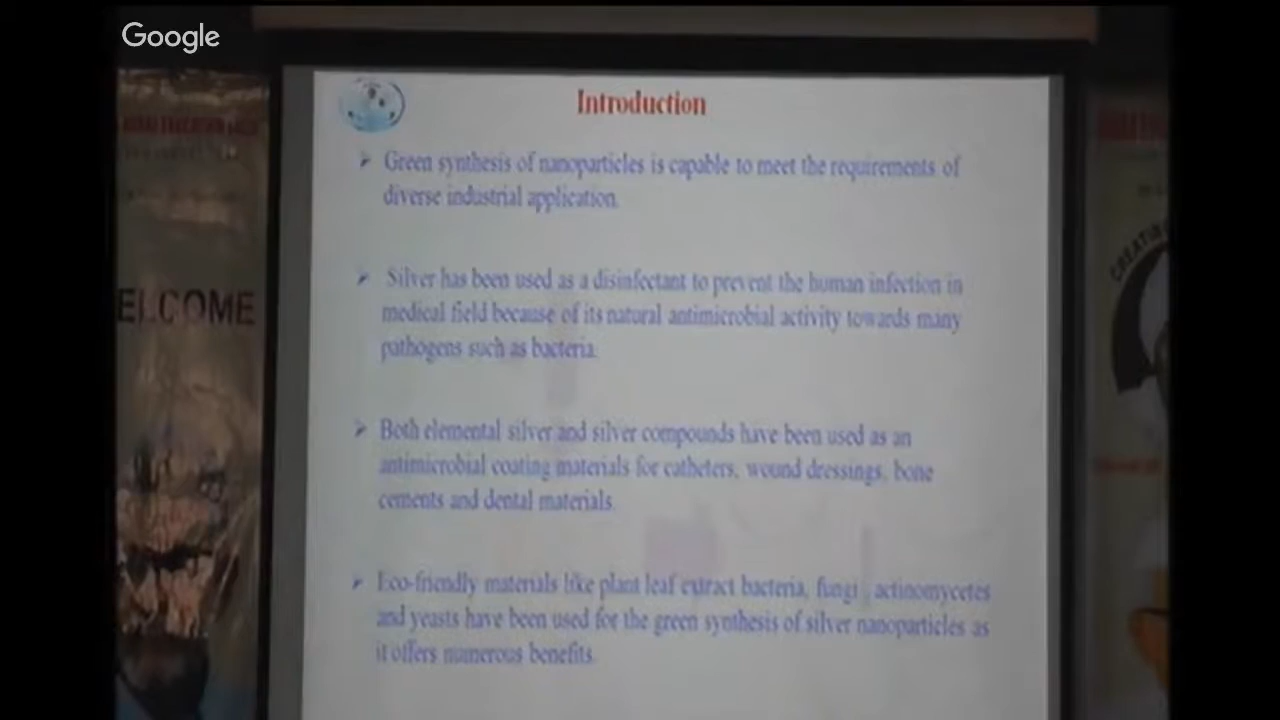 Google
Introduction
Green synthesis of nanoparticles is capable to meet the requirements of
diverse industrial application.
Silver has been used as a disinfectant to prevent the human infection in
medical field because of its natural antimicrobial activity towards many
pathogens such as bacteria.
Both elemental silver and silver compounds have been used as an
antimicrobial coating materials for catheters, wound dressings, bone
cements and dental materials.
Eco-friendly materials like plant leaf extract bacteria, fungi , actinomycetes
and yeasts have been used for the green synthesis of silver nanoparticles as
it offers numerous benefits.
ELCOME
CREATI